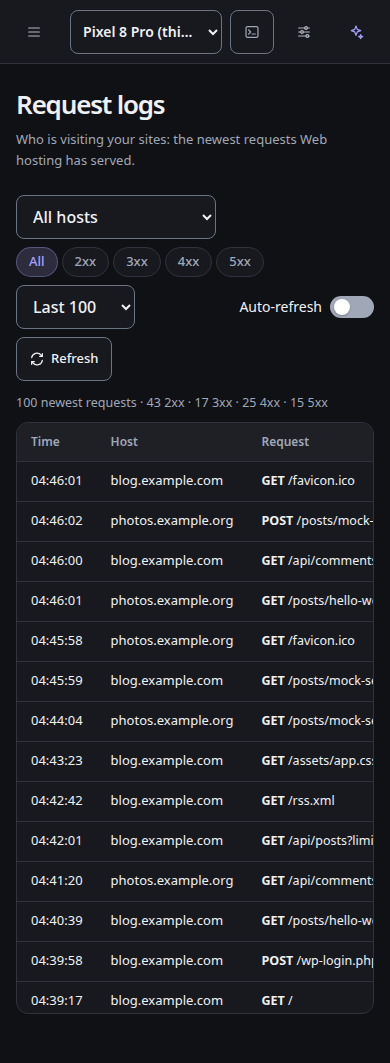 Pixel 8 Pro (thi...
Request logs
Who is visiting your sites: the newest requests Web
hosting has served.
All hosts
All 2xx 3xx 4xx 5xx
Last 100 Auto-refresh
Refresh
100 newest requests · 43 2xx · 17 3xx · 25 4xx · 15 5xx
Time Host Request
04:46:01 blog.example.com GET /favicon.ico
04:46:02 photos.example.org POST /posts/mock-
04:46:00 blog.example.com GET /api/comments
04:46:01 photos.example.org GET /posts/hello-w
04:45:58 photos.example.org GET /favicon.ico
04:45:59 blog.example.com GET /posts/mock-s
04:44:04 photos.example.org GET /posts/mock-s
04:43:23 blog.example.com GET /assets/app.cs
04:42:42 blog.example.com GET /rss.xml
04:42:01 blog.example.com GET /api/posts?limi
04:41:20 photos.example.org GET /api/comments
04:40:39 blog.example.com GET /posts/hello-w
04:39:58 blog.example.com POST /wp-login.php
04:39:17 blog.example.com GET /